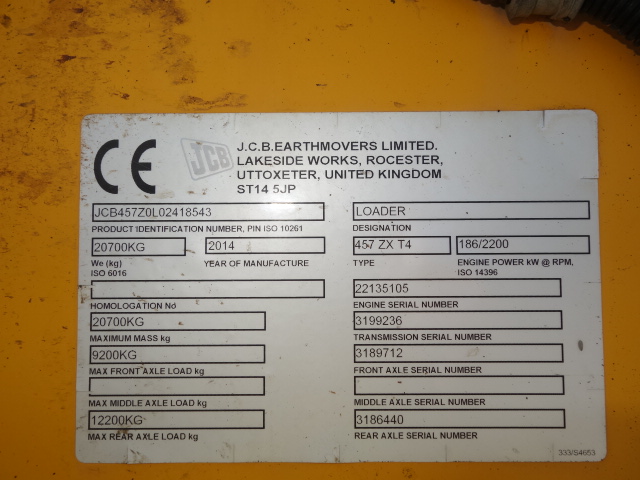 CE
JCB
J.C.B.EARTHMOVERS LIMITED.
LAKESIDE WORKS, ROCESTER,
UTTOXETER, UNITED KINGDOM
ST14 5JP
JCB457Z0L02418543
PRODUCT IDENTIFICATION NUMBER, PIN ISO 10261
20700KG
2014
We (kg)
ISO 6016
YEAR OF MANUFACTURE
HOMOLOGATION No
20700KG
MAXIMUM MASS kg
9200KG
MAX FRONT AXLE LOAD kg
MAX MIDDLE AXLE LOAD kg
12200KG
MAX REAR AXLE LOAD kg
LOADER
DESIGNATION
457 ZX T4
186/2200
TYPE
ENGINE POWER kW @ RPM,
ISO 14396
22135105
ENGINE SERIAL NUMBER
3199236
TRANSMISSION SERIAL NUMBER
3189712
FRONT AXLE SERIAL NUMBER
MIDDLE AXLE SERIAL NUMBER
3186440
REAR AXLE SERIAL NUMBER
333/S4653